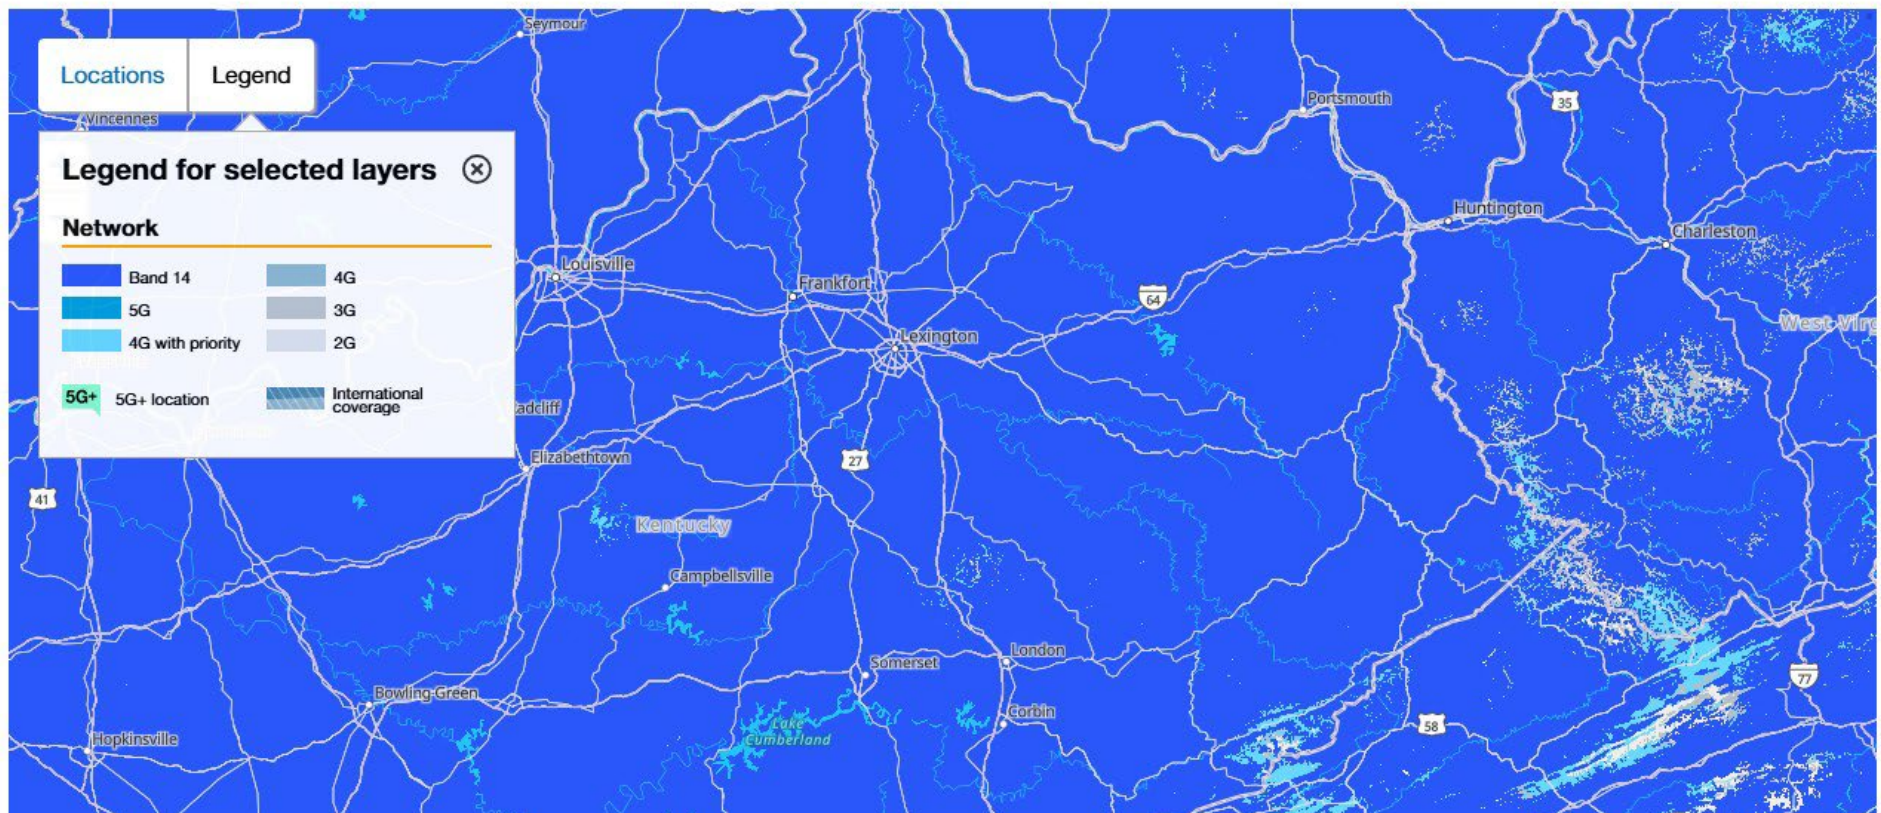 Seymour
Locations
Legend
Vincennes
Portsmouth
35
Legend for selected layers
Network
Band 14
4G
5G
3G
4G with priority
2G
5G+
5G+ location
International
coverage
Huntington
Charleston
Louisville
Frankfort
64
Lexington
West Virg
adcliff
Elizabethtown
27
41
Kentucky
Campbellsville
London
Somerset
77
Bowling Green
Corbin
58
Lake
Cumberland
Hopkinsville